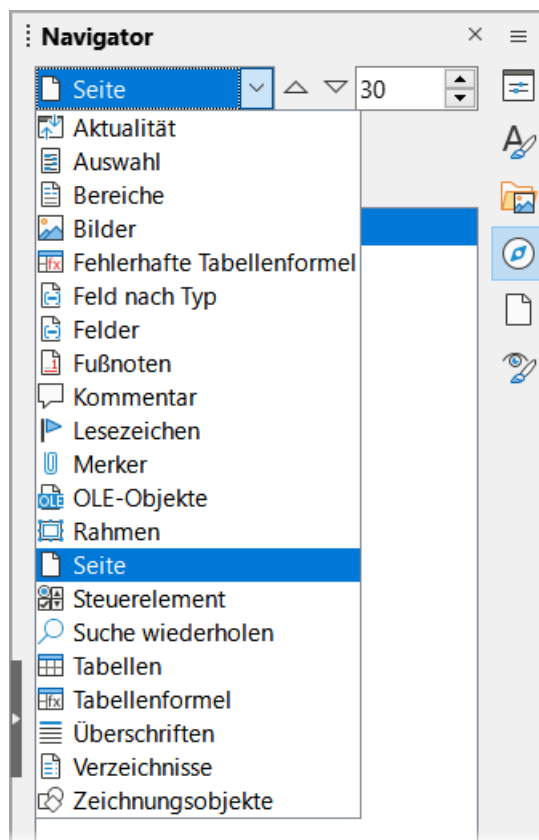 Navigator
Seite 30
Aktualität
Auswahl
Bereiche
Bilder
Fehlerhafte Tabellenformel
Feld nach Typ
Felder
Fußnoten
Kommentar
Lesezeichen
Merker
OLE-Objekte
Rahmen
Seite
Steuerelement
Suche wiederholen
Tabellen
Tabellenformel
Überschriften
Verzeichnisse
Zeichnungsobjekte